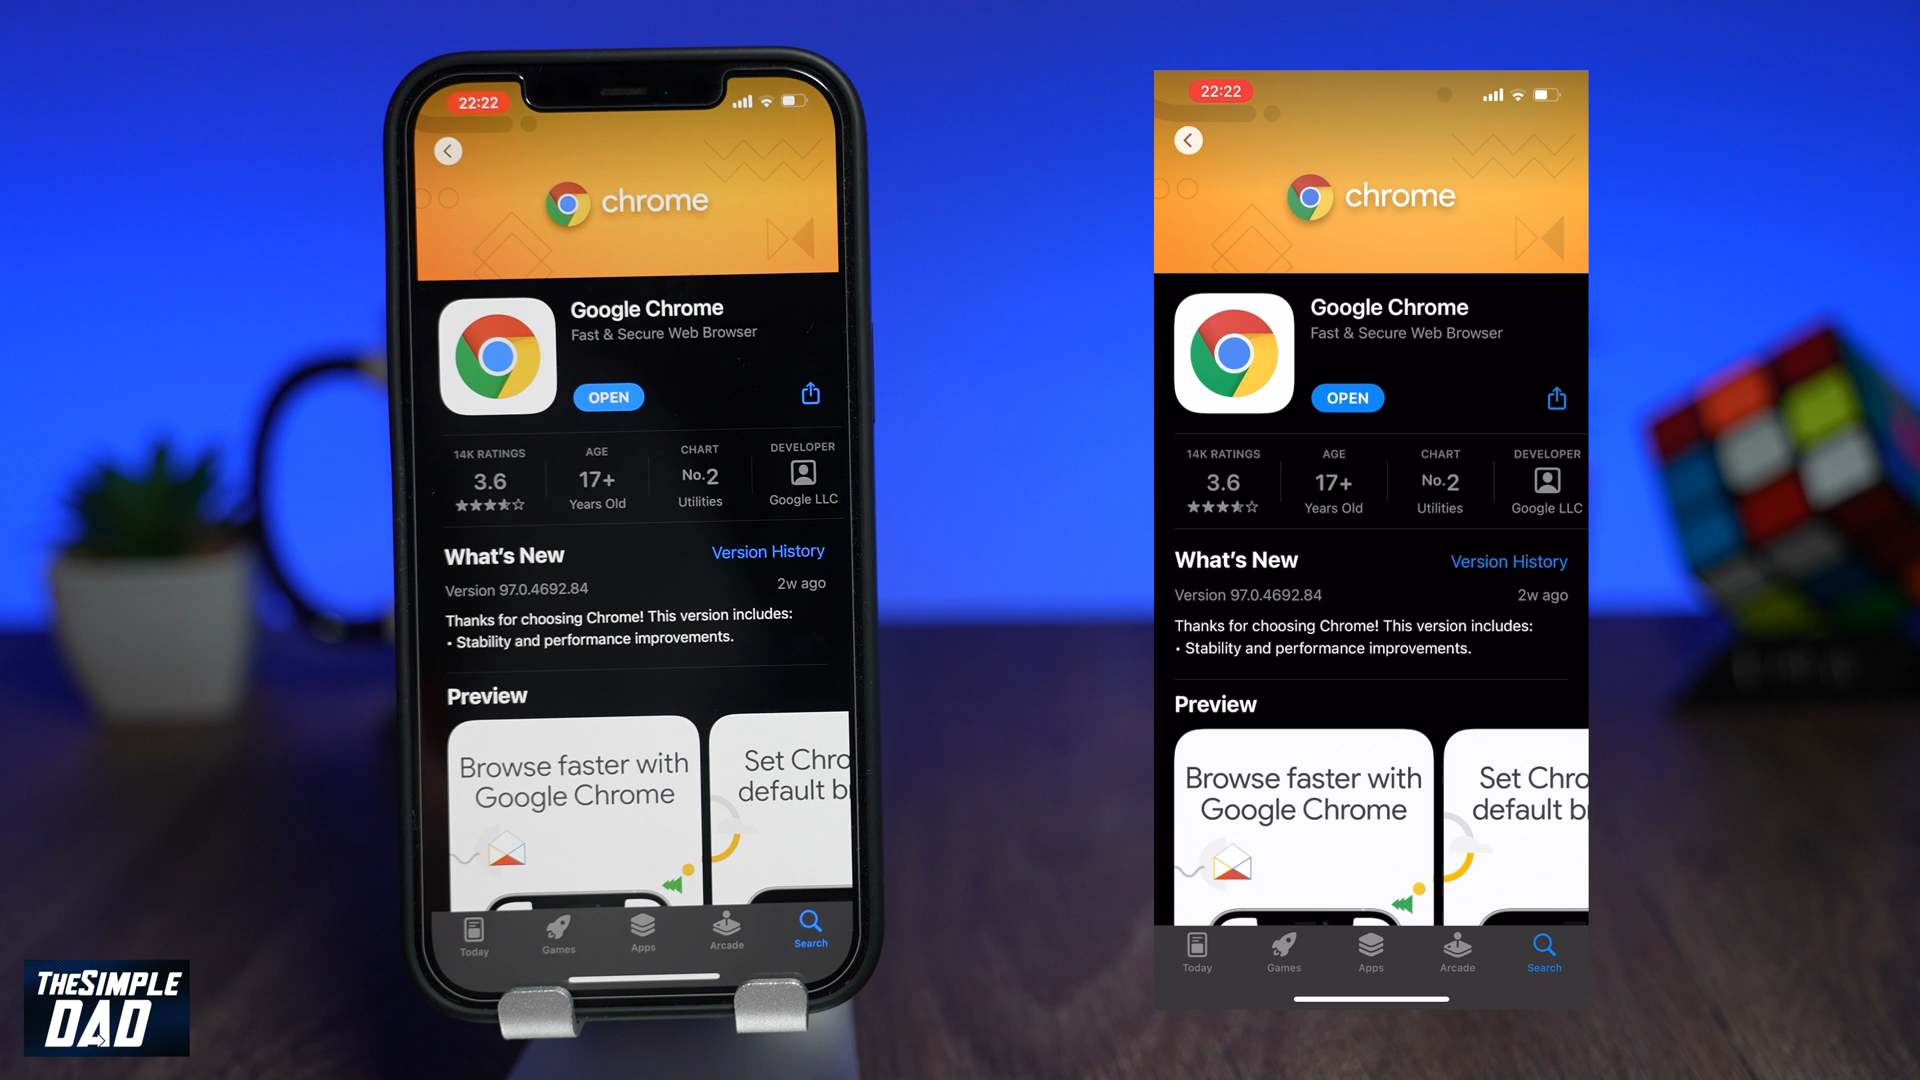 22:22
chrome
Google Chrome
Fast & Secure Web Browser
OPEN
14K RATINGS
3.6
AGE
17+
Years Old
CHART
No.2
Utilities
DEVELOPER
Google LLC
What's New
Version History
Version 97.0.4692.84
2w ago
Thanks for choosing Chrome! This version includes:
• Stability and performance improvements.
Preview
Browse faster with
Google Chrome
Set Chro
default b
Today
Games
Apps
Arcade
Search
22:22
chrome
Google Chrome
Fast & Secure Web Browser
OPEN
14K RATINGS
3.6
AGE
17+
Years Old
CHART
No.2
Utilities
DEVELOPER
Google LLC
What's New
Version History
Version 97.0.4692.84
2w ago
Thanks for choosing Chrome! This version includes:
• Stability and performance improvements.
Preview
Browse faster with
Google Chrome
Set Chro
default b
Today
Games
Apps
Arcade
Search
THESIMPLE
DAD